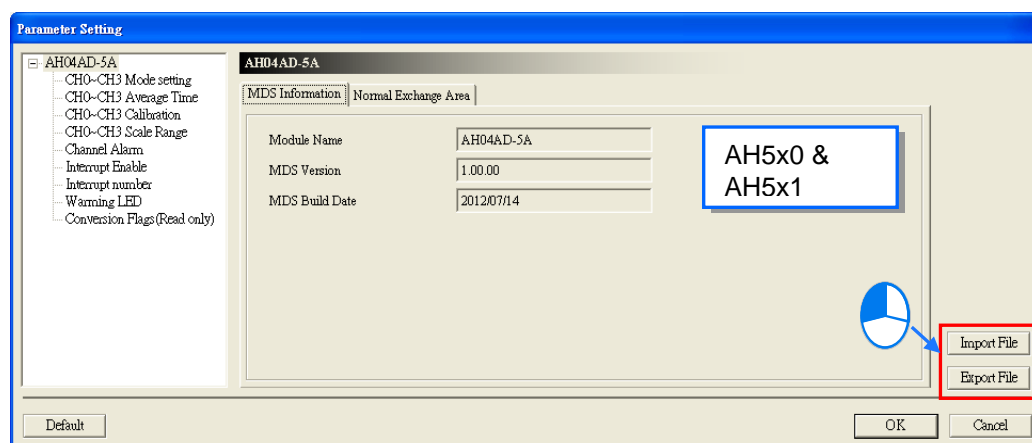 Parameter Setting
AH04AD-5A
CH0~CH3 Mode setting
CH0~CH3 Average Time
CH0~CH3 Calibration
CH0~CH3 Scale Range
Channel Alarm
Interrupt Enable
Interrupt number
Warning LED
Conversion Flags(Read only)
AH04AD-5A
MDS Information
Normal Exchange Area
Module Name
AH04AD-5A
MDS Version
1.00.00
MDS Build Date
2012/07/14
AH5x0 &
AH5x1
Import File
Export File
Default
OK
Cancel